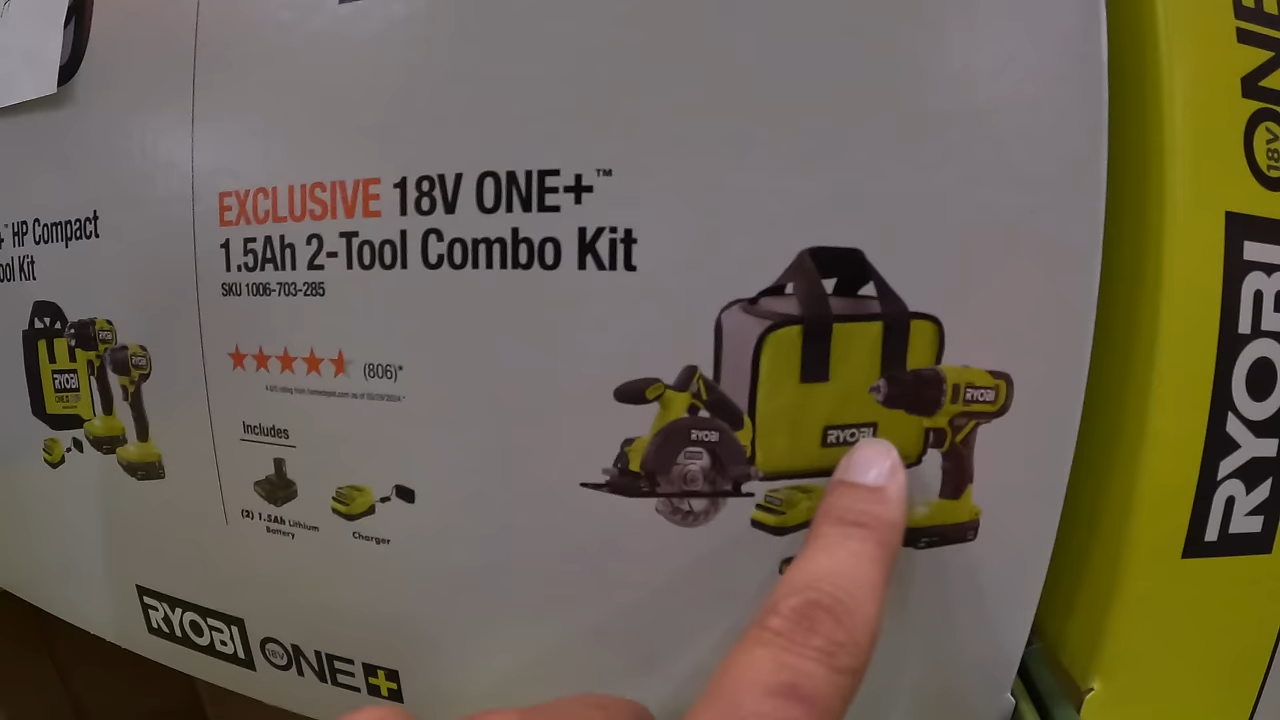 HP Compact
ool Kit
RYOBI
EXCLUSIVE 18V ONE+™
1.5Ah 2-Tool Combo Kit
SKU 1006-703-285
(806)*
Includes
(2) 1.5Ah Lithium
Battery
Charger
RYOBI
RYOBI
RYOBI
RYOBI 18V ONE+
RYOBI 18V ONE